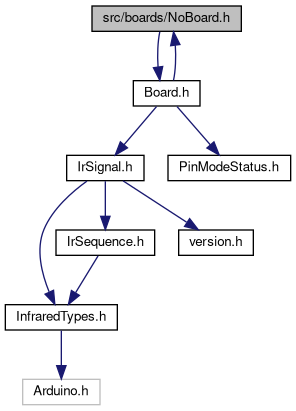 src/boards/NoBoard.h
Board.h
IrSignal.h
PinModeStatus.h
IrSequence.h
version.h
InfraredTypes.h
Arduino.h